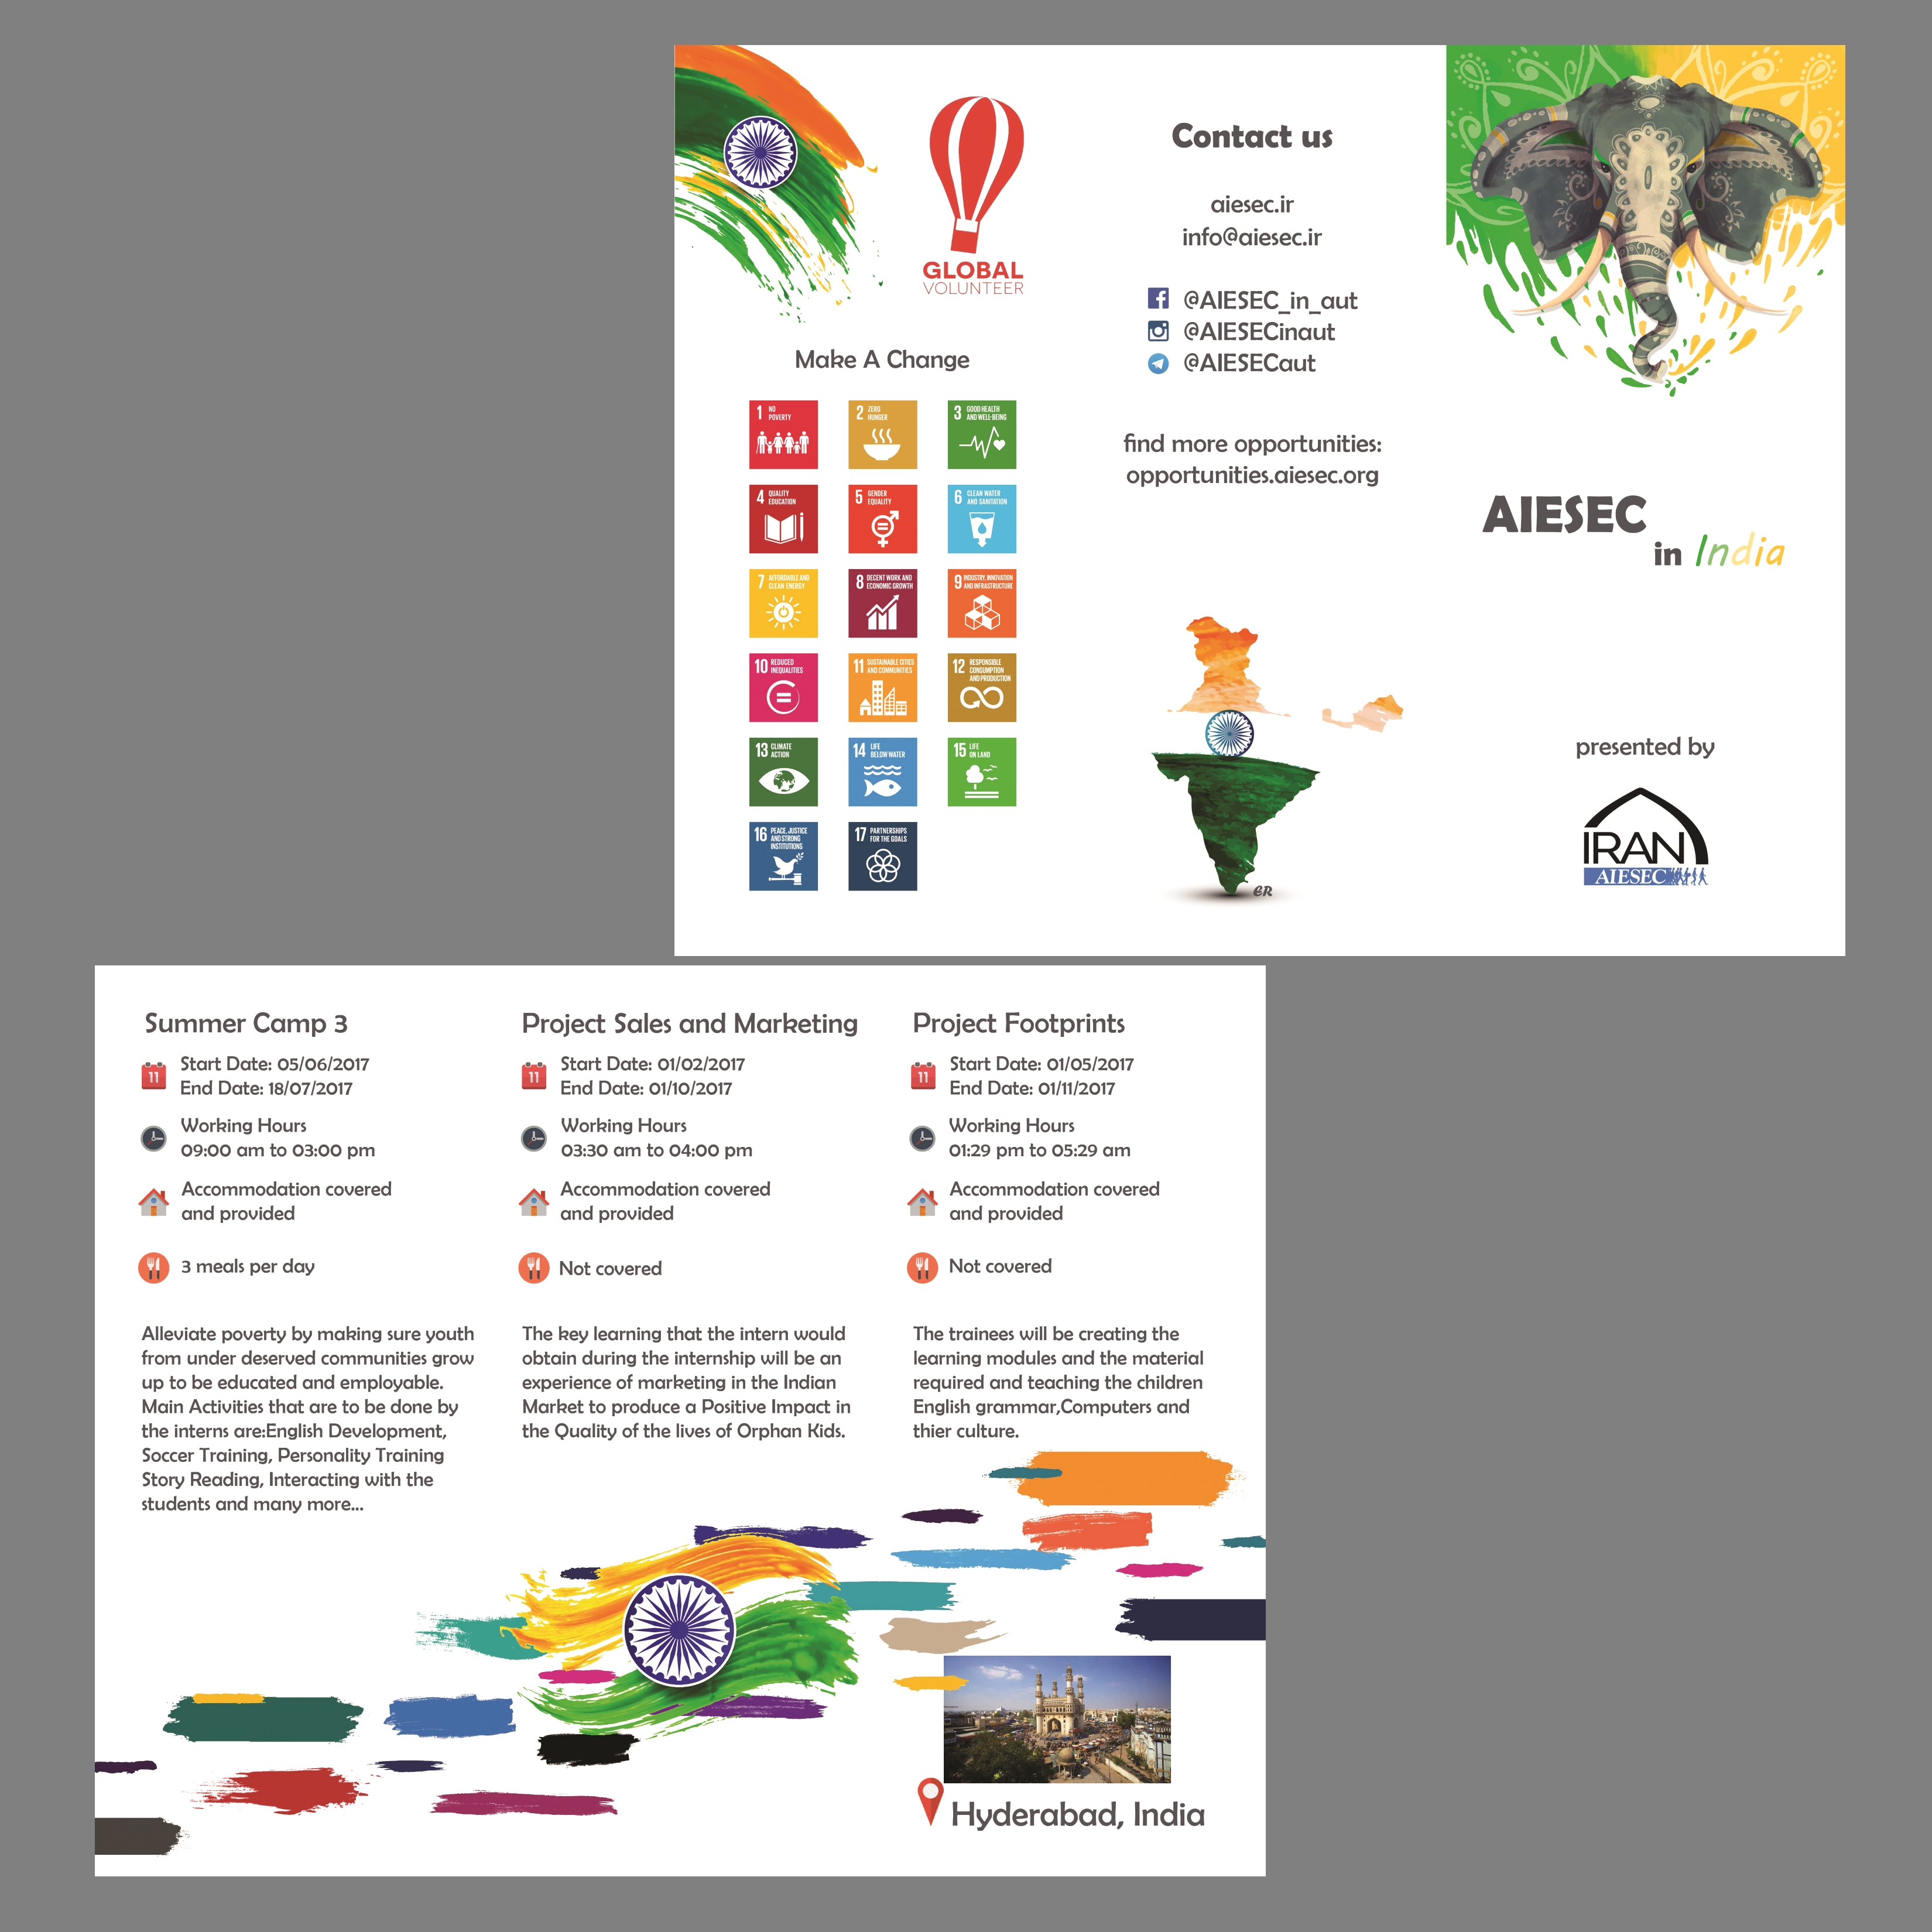 GLOBAL
VOLUNTEER
Make A Change
1 NO
POVERTY
2 ZERO
HUNGER
3 GOOD HEALTH
AND WELL-BEING
4 QUALITY
EDUCATION
5 GENDER
EQUALITY
6 CLEAN WATER
AND SANITATION
7 AFFORDABLE AND
CLEAN ENERGY
8 DECENT WORK AND
ECONOMIC GROWTH
9 INDUSTRY, INNOVATION
AND INFRASTRUCTURE
10 REDUCED
INEQUALITIES
11 SUSTAINABLE CITIES
AND COMMUNITIES
12 RESPONSIBLE
CONSUMPTION
AND PRODUCTION
13 CLIMATE
ACTION
14 LIFE
BELOW WATER
15 LIFE
ON LAND
16 PEACE, JUSTICE
AND STRONG
INSTITUTIONS
17 PARTNERSHIPS
FOR THE GOALS
Contact us
aiesec.ir
info@aiesec.ir
@AIESEC_in_aut
@AIESECinaut
@AIESECaut
find more opportunities:
opportunities.aiesec.org
ER
AIESEC
in India
presented by
IRAN
AIESEC
Summer Camp 3
11
Start Date: 05/06/2017
End Date: 18/07/2017
Working Hours
09:00 am to 03:00 pm
Accommodation covered
and provided
3 meals per day
Alleviate poverty by making sure youth
from under deserved communities grow
up to be educated and employable.
Main Activities that are to be done by
the interns are:English Development,
Soccer Training, Personality Training
Story Reading, Interacting with the
students and many more...
Project Sales and Marketing
11
Start Date: 01/02/2017
End Date: 01/10/2017
Working Hours
03:30 am to 04:00 pm
Accommodation covered
and provided
Not covered
The key learning that the intern would
obtain during the internship will be an
experience of marketing in the Indian
Market to produce a Positive Impact in
the Quality of the lives of Orphan Kids.
Project Footprints
11
Start Date: 01/05/2017
End Date: 01/11/2017
Working Hours
01:29 pm to 05:29 am
Accommodation covered
and provided
Not covered
The trainees will be creating the
learning modules and the material
required and teaching the children
English grammar,Computers and
thier culture.
Hyderabad, India